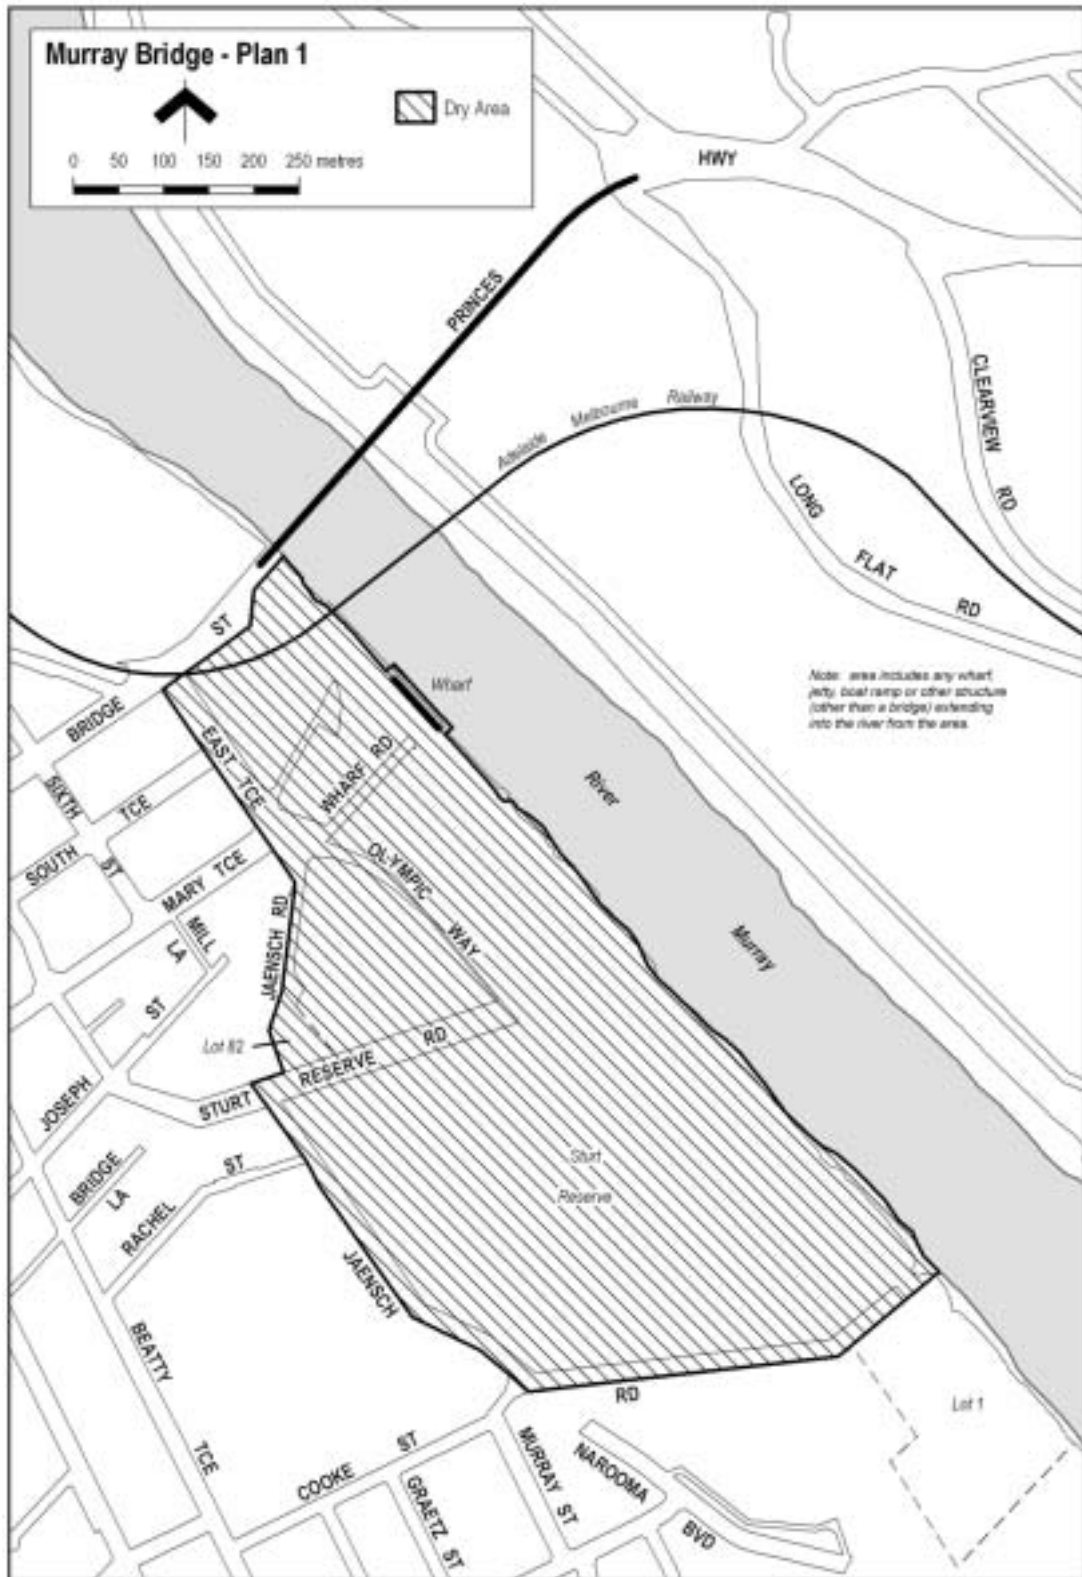 Murray Bridge - Plan 1
Dry Area
0 50 100 150 200 250 metres
HWY
PRINCES
CLEARVIEW
RD
Adelaide Melbourne Railway
LONG
FLAT
RD
ST
BRIDGE
Wharf
Note: area includes any wharf,
jetty, boat ramp or other structure
(other than a bridge) extending
into the river from the area.
EAST TCE
WHARF RD
SIXTH
ST
SOUTH
TCE
MARY TCE
OLYMPIC
WAY
River
Murray
JAENSCH RD
MILL
LA
JOSEPH
ST
Lot 82
STURT
RESERVE
RD
BRIDGE
LA
RACHEL
ST
Sturt
Reserve
JAENSCH
RD
BEATTY
TCE
COOKE
ST
GRAETZ ST
MURRAY ST
NAROOMA
BVD
Lot 1